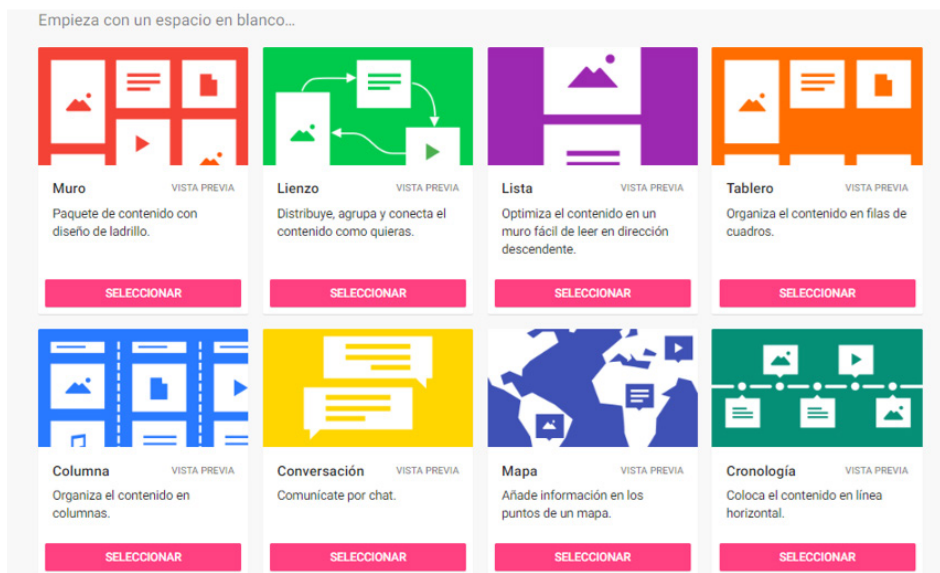 Empieza con un espacio en blanco...
Muro VISTA PREVIA
Paquete de contenido con
diseño de ladrillo.
SELECCIONAR
Lienzo VISTA PREVIA
Distribuye, agrupa y conecta el
contenido como quieras.
SELECCIONAR
Lista VISTA PREVIA
Optimiza el contenido en un
muro fácil de leer en dirección
descendente.
SELECCIONAR
Tablero VISTA PREVIA
Organiza el contenido en filas de
cuadros.
SELECCIONAR
Columna VISTA PREVIA
Organiza el contenido en
columnas.
SELECCIONAR
Conversación VISTA PREVIA
Comunícate por chat.
SELECCIONAR
Mapa VISTA PREVIA
Añade información en los
puntos de un mapa.
SELECCIONAR
Cronología VISTA PREVIA
Coloca el contenido en línea
horizontal.
SELECCIONAR